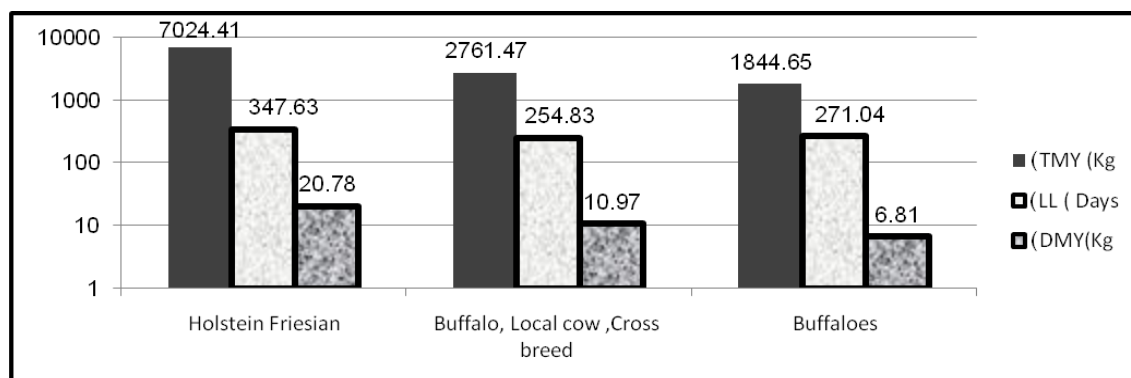 10000
1000
100
10
1
7024.41
347.63
20.78
2761.47
254.83
10.97
1844.65
271.04
6.81
Holstein Friesian
Buffalo, Local cow ,Cross
breed
Buffaloes
(TMY (Kg
(LL ( Days
(DMY(Kg